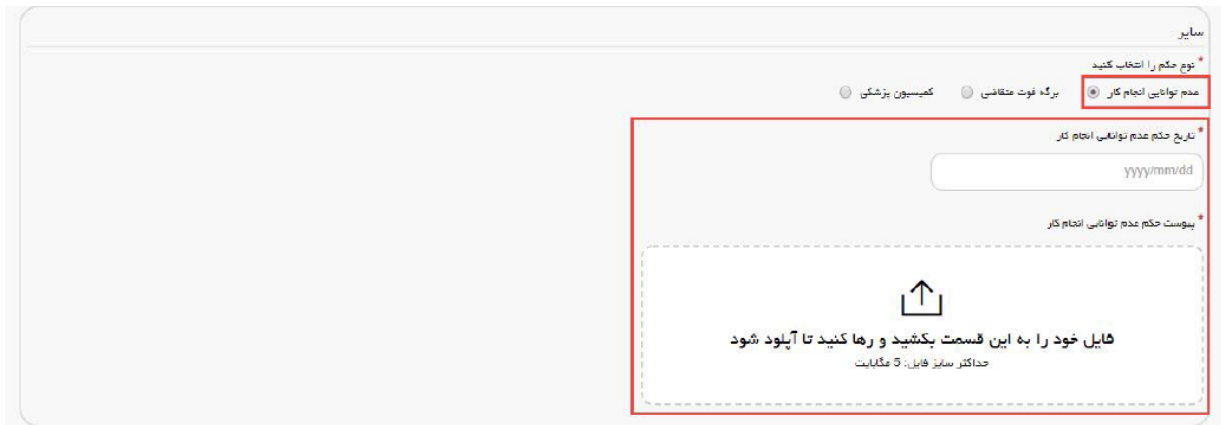 سایر
* نوع حکم را انتخاب کنید
عدم توانایی انجام کار برگه فوت متقاضی کمیسیون پزشکی
* تاریخ حکم عدم توانایی انجام کار
yyyy/mm/dd
* پیوست حکم عدم توانایی انجام کار
فایل خود را به این قسمت بکشید و رها کنید تا آپلود شود
حداکثر سایز فایل: 5 مگابایت